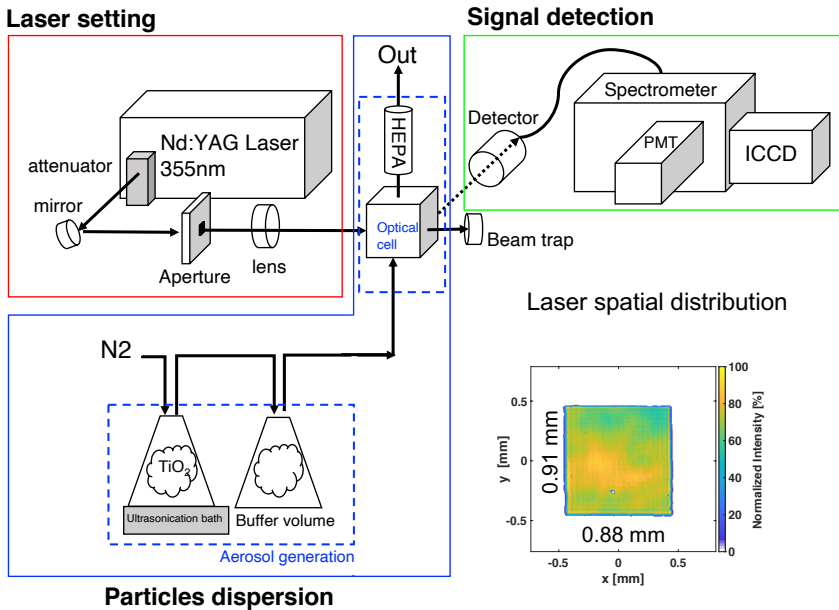 Laser setting
Signal detection
Out
HEPA
Spectrometer
Detector
PMT
ICCD
Nd:YAG Laser
355nm
attenuator
mirror
Aperture
lens
Optical
cell
Beam trap
N2
TiO2
Ultrasonication bath
Buffer volume
Aerosol generation
Particles dispersion
Laser spatial distribution
0.5
0
-0.5
y [mm]
0.91 mm
0.88 mm
-0.5
0
0.5
x [mm]
100
80
60
40
20
0
Normalized Intensity [%]